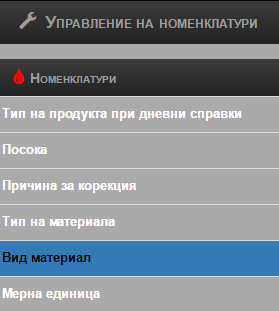 Управление на номенклатури
Номенклатури
Тип на продукта при дневни справки
Посока
Причина за корекция
Тип на материала
Вид материал
Мерна единица